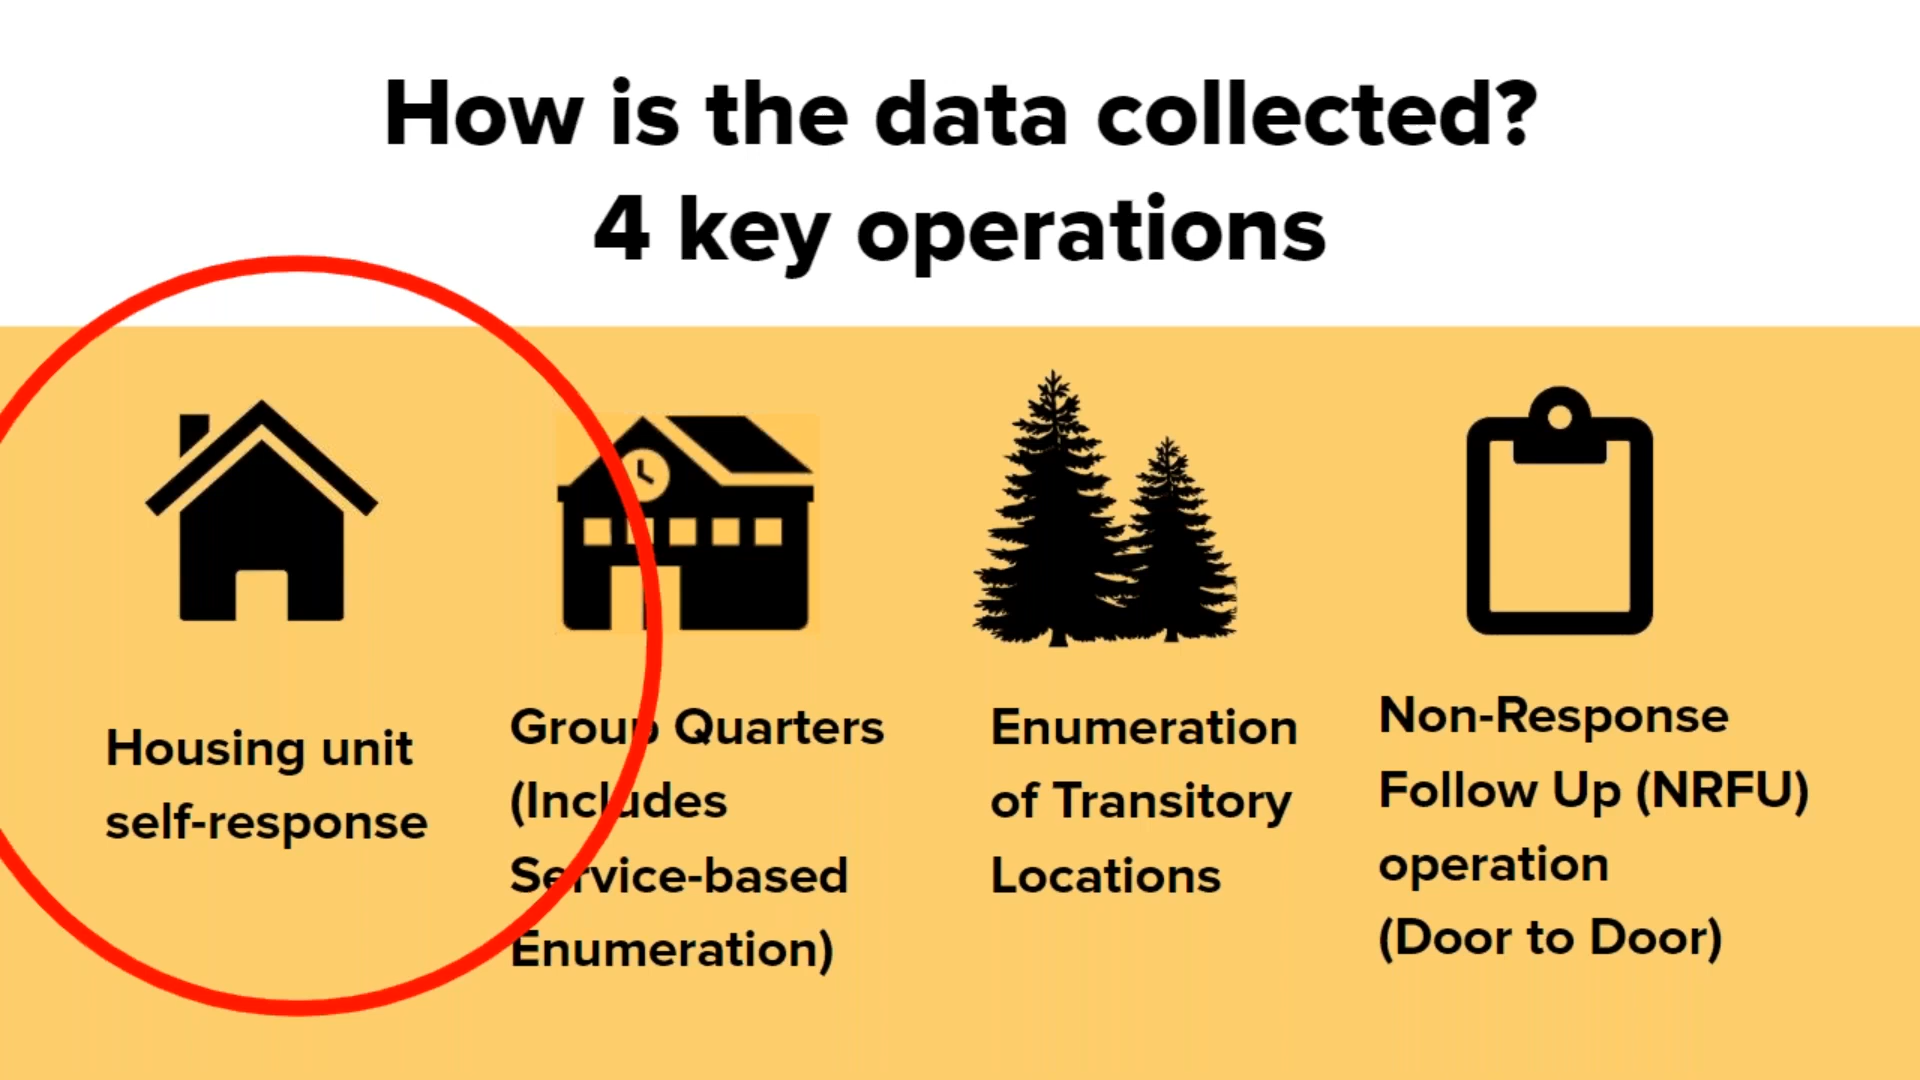 How is the data collected?
4 key operations
Housing unit
self-response
Group Quarters
(Includes
Service-based
Enumeration)
Enumeration
of Transitory
Locations
Non-Response
Follow Up (NRFU)
operation
(Door to Door)